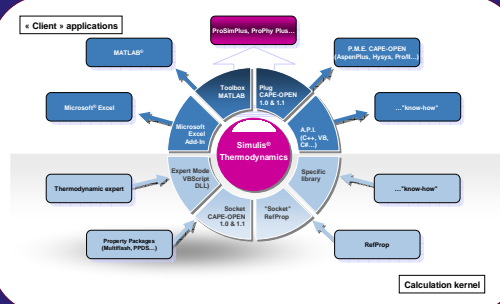 « Client » applications
ProSimPlus, ProPhy Plus...
MATLAB®
P.M.E. CAPE-OPEN
(AspenPlus, Hysys, Pro/II...)
Toolbox
MATLAB
Plug
CAPE-OPEN
1.0 & 1.1
Microsoft® Excel
..."know-how"
Microsoft
Excel
Add-In
A.P.I.
(C++, VB,
C#...)
Simulis®
Thermodynamics
Expert Mode
VBScript
DLL)
Specific
library
Thermodynamic expert
..."know-how"
Socket
CAPE-OPEN
1.0 & 1.1
"Socket"
RefProp
Property Packages
(Multiflash, PPDS...)
RefProp
Calculation kernel